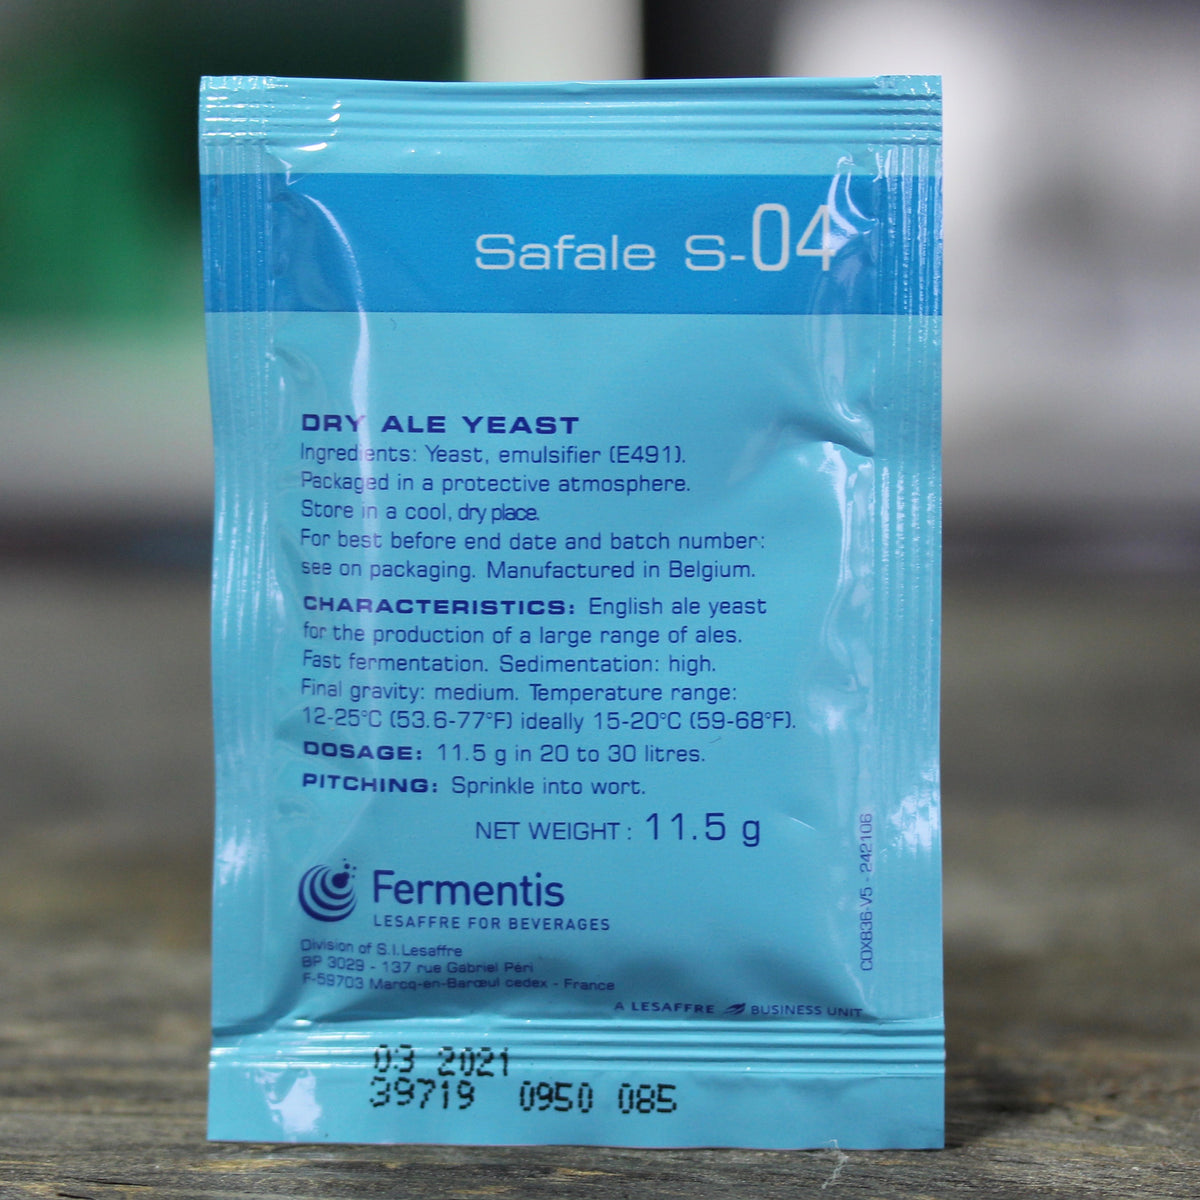 Safale S-04
DRY ALE YEAST
Ingredients: Yeast, emulsifier (E491).
Packaged in a protective atmosphere.
Store in a cool, dry place.
For best before end date and batch number:
see on packaging. Manufactured in Belgium.
CHARACTERISTICS: English ale yeast
for the production of a large range of ales.
Fast fermentation. Sedimentation: high.
Final gravity: medium. Temperature range:
12-25°C (53.6-77°F) ideally 15-20°C (59-68°F).
DOSAGE: 11.5 g in 20 to 30 litres.
PITCHING: Sprinkle into wort.
NET WEIGHT : 11.5 g
Fermentis
LESAFFRE FOR BEVERAGES
Division of S.I.Lesaffre
BP 3029 - 137 rue Gabriel Péri
F-59703 Marcq-en-Barœul cedex - France
A LESAFFRE BUSINESS UNIT
COX836-V5 - 242106
03 2021
39719 0950 085